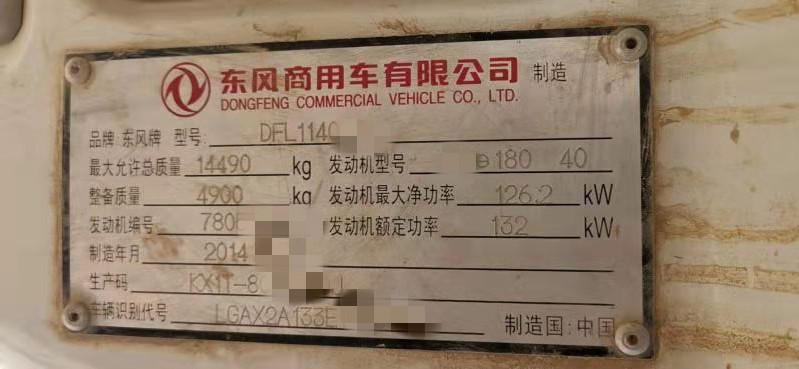 东风商用车有限公司 制造
DONGFENG COMMERCIAL VEHICLE CO., LTD.
品牌 东风牌 型号: DFL114
最大允许总质量 14490 kg 发动机型号 180 40
整备质量 4900 kg 发动机最大净功率 126.2 kW
发动机编号 780 发动机额定功率 132 kW
制造年月 2014
生产码 KX1T-8
车辆识别代号 LGAX2A133E 制造国: 中国